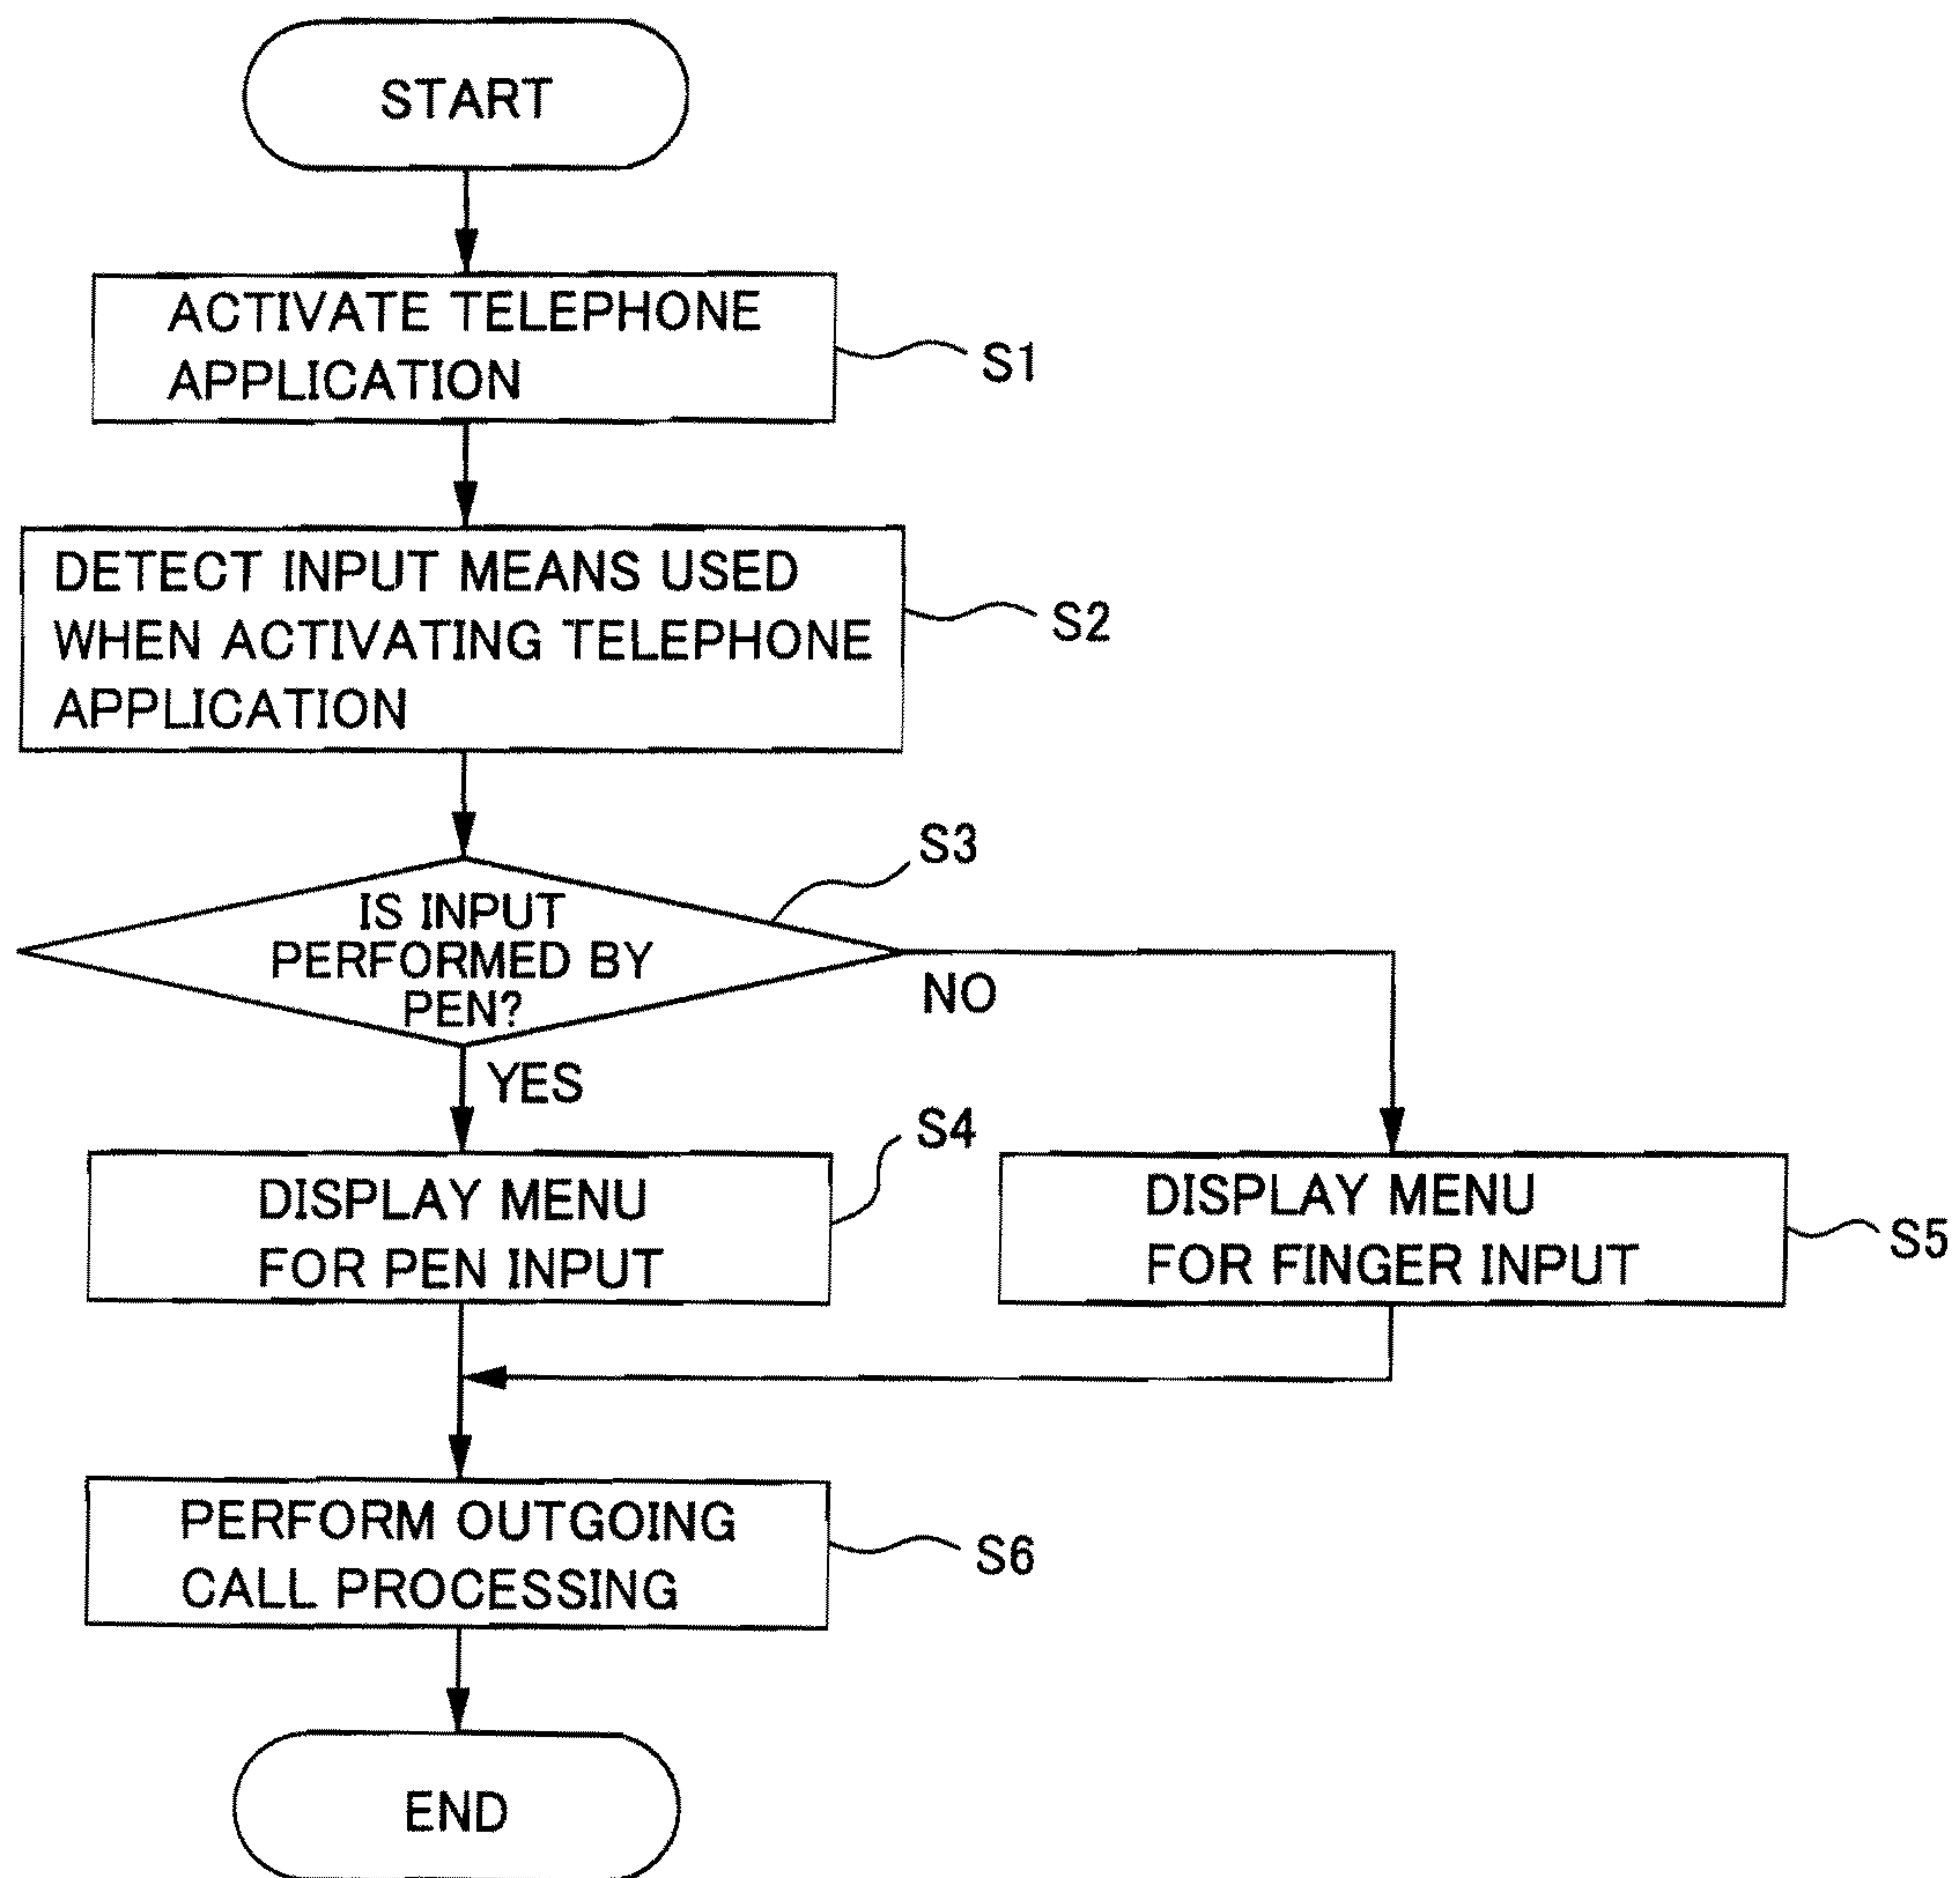 START
ACTIVATE TELEPHONE
APPLICATION
S1
DETECT INPUT MEANS USED
WHEN ACTIVATING TELEPHONE
APPLICATION
S2
S3
IS INPUT
PERFORMED BY
PEN?
NO
YES
S4
DISPLAY MENU
FOR PEN INPUT
DISPLAY MENU
FOR FINGER INPUT
S5
PERFORM OUTGOING
CALL PROCESSING
S6
END